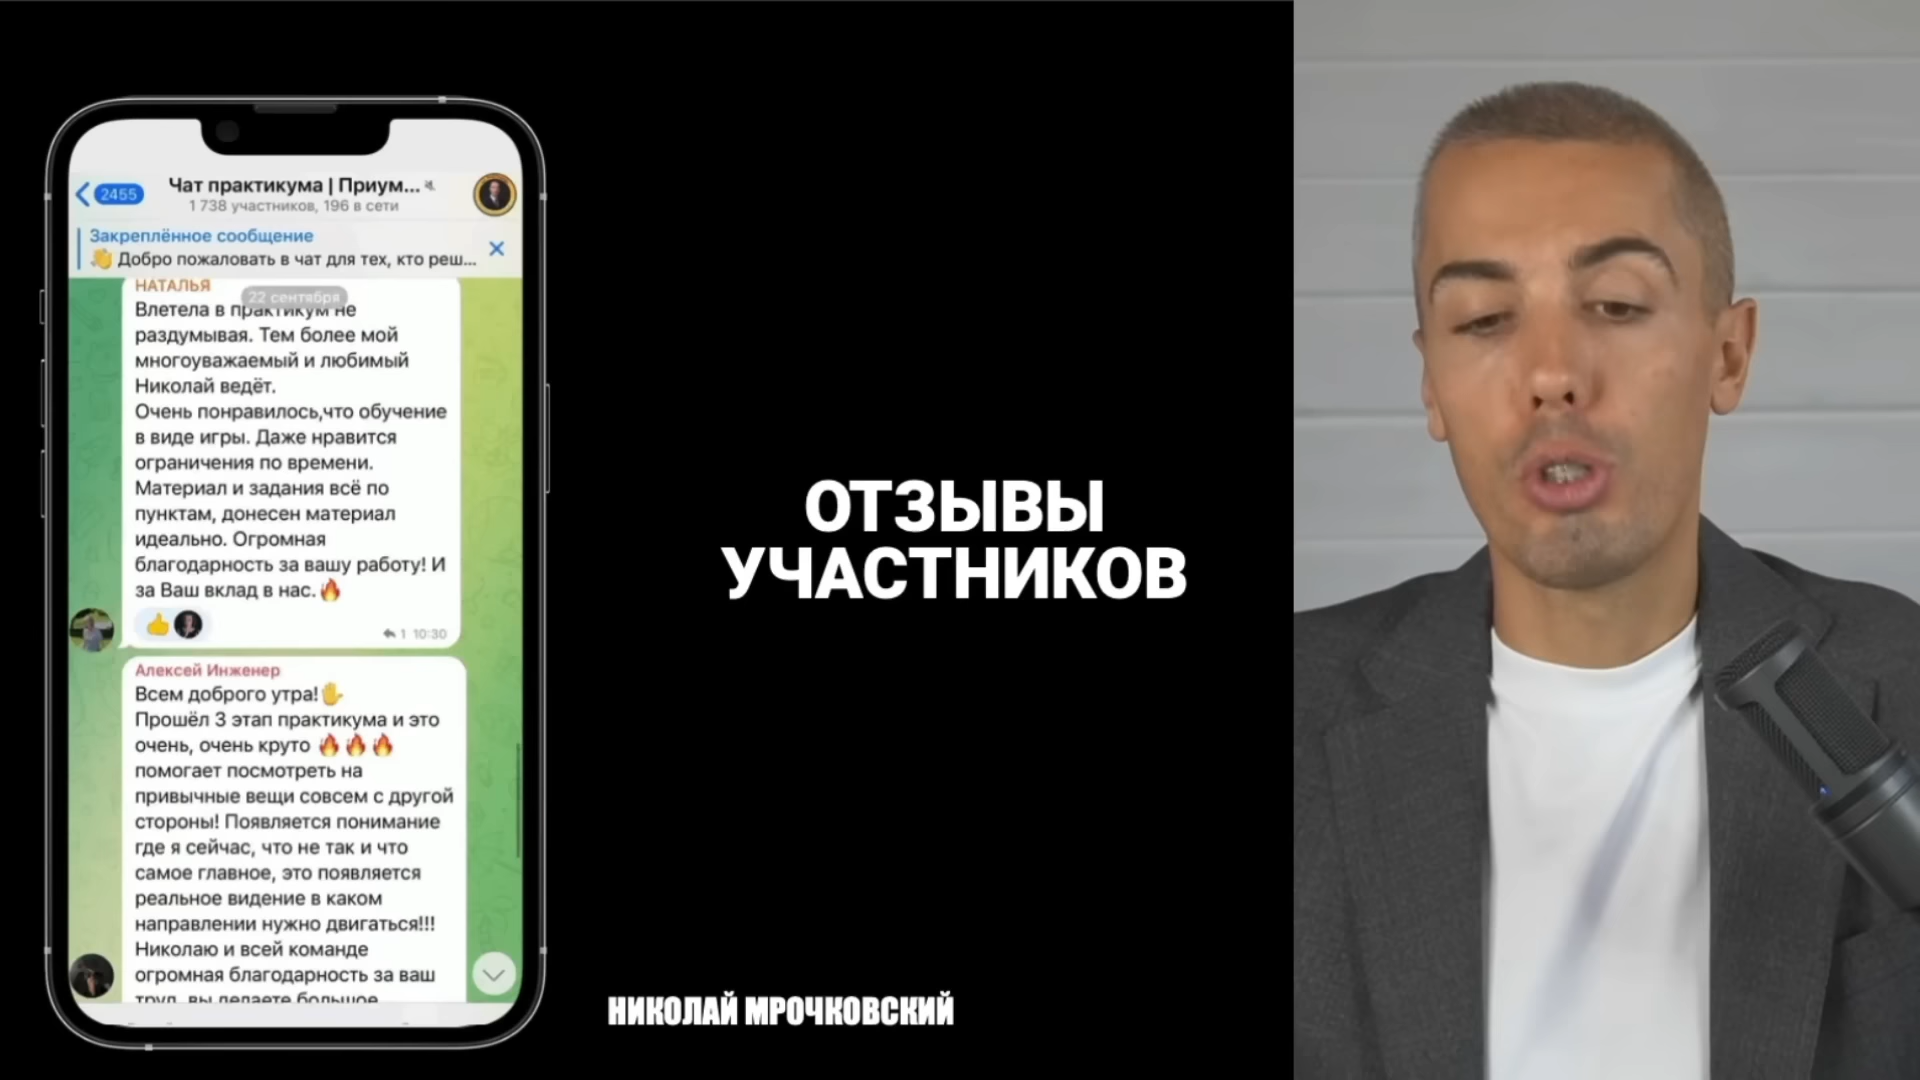 2455
Чат практикума | Приум...
1 738 участников, 196 в сети
Закреплённое сообщение
👋 Добро пожаловать в чат для тех, кто реш...
НАТАЛЬЯ
22 сентября
Влетела в практикум не
раздумывая. Тем более мой
многоуважаемый и любимый
Николай ведёт.
Очень понравилось,что обучение
в виде игры. Даже нравится
ограничения по времени.
Материал и задания всё по
пунктам, донесен материал
идеально. Огромная
благодарность за вашу работу! И
за Ваш вклад в нас.🔥
1 10:30
Алексей Инженер
Всем доброго утра!✋
Прошёл 3 этап практикума и это
очень, очень круто 🔥🔥🔥
помогает посмотреть на
привычные вещи совсем с другой
стороны! Появляется понимание
где я сейчас, что не так и что
самое главное, это появляется
реальное видение в каком
направлении нужно двигаться!!!
Николаю и всей команде
огромная благодарность за ваш
труд, вы делаете большое
ОТЗЫВЫ
УЧАСТНИКОВ
НИКОЛАЙ МРОЧКОВСКИЙ